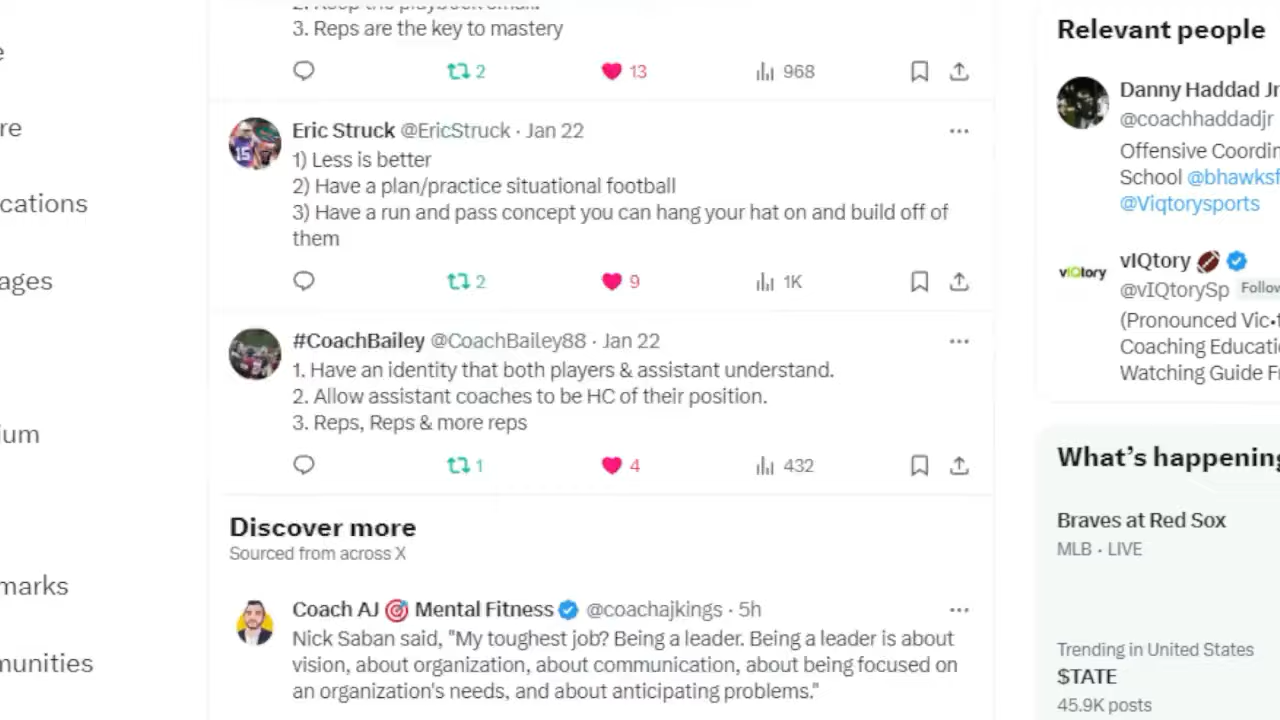 3. Reps are the key to mastery
2
13
968
Eric Struck @EricStruck · Jan 22
1) Less is better
2) Have a plan/practice situational football
3) Have a run and pass concept you can hang your hat on and build off of
them
2
9
1K
#CoachBailey @CoachBailey88 · Jan 22
1. Have an identity that both players & assistant understand.
2. Allow assistant coaches to be HC of their position.
3. Reps, Reps & more reps
1
4
432
Discover more
Sourced from across X
Coach AJ 🎯 Mental Fitness @coachajkings · 5h
Nick Saban said, "My toughest job? Being a leader. Being a leader is about
vision, about organization, about communication, about being focused on
an organization's needs, and about anticipating problems."
e
re
cations
ages
ium
marks
munities
Relevant people
Danny Haddad Jr
@coachhaddadjr
Offensive Coordin
School @bhawksf
@Viqtorysports
vIQtory
vIQtory 🏈
@vIQtorySp Follow
(Pronounced Vic•t
Coaching Educati
Watching Guide Fr
What's happening
Braves at Red Sox
MLB · LIVE
Trending in United States
$TATE
45.9K posts